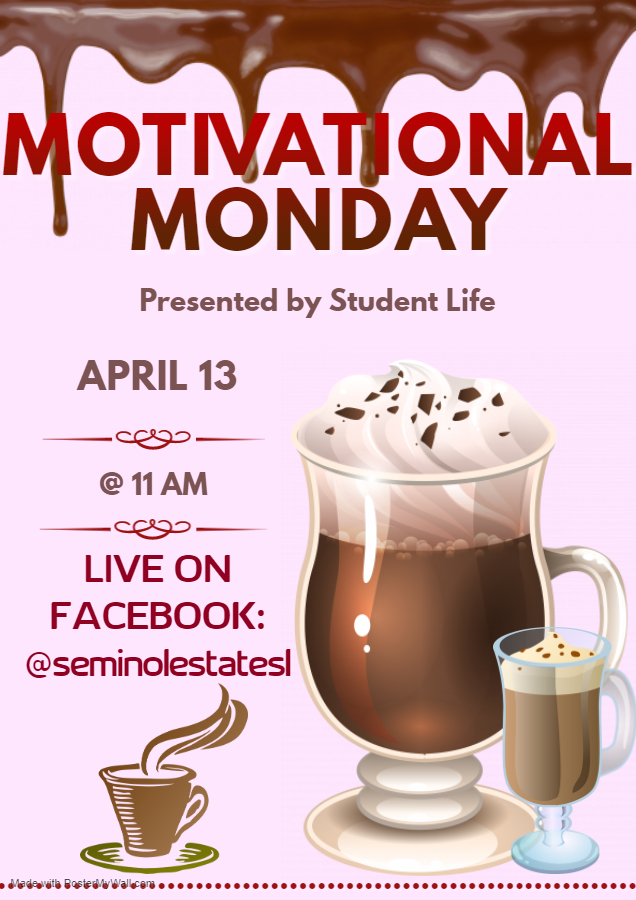 MOTIVATIONAL
MONDAY
Presented by Student Life
APRIL 13
@ 11 AM
LIVE ON
FACEBOOK:
@seminolestatesl
Made with PosterMyWall.com